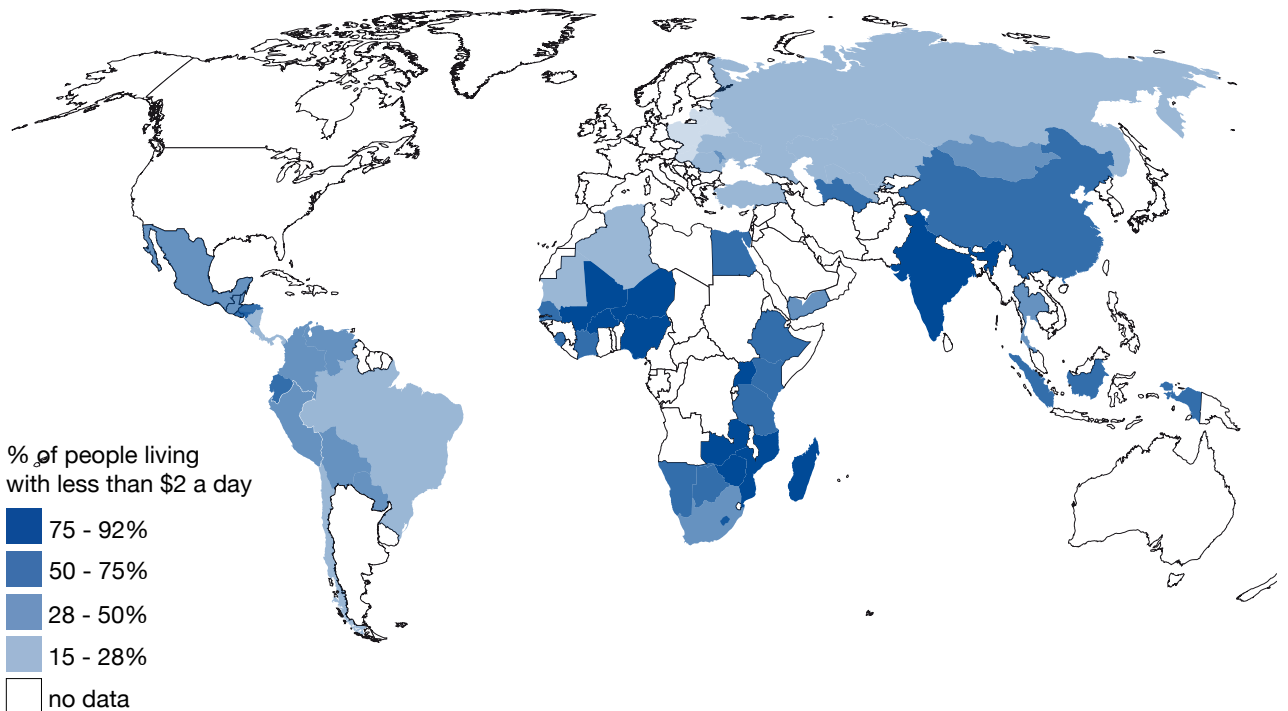 % of people living
with less than $2 a day
75 - 92%
50 - 75%
28 - 50%
15 - 28%
no data